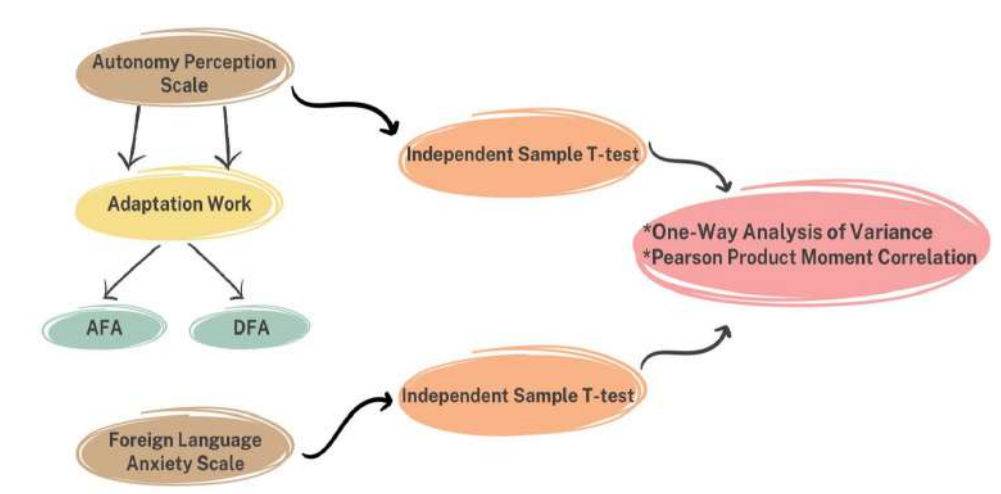 Autonomy Perception
Scale
Independent Sample T-test
Adaptation Work
*One-Way Analysis of Variance
*Pearson Product Moment Correlation
AFA
DFA
Independent Sample T-test
Foreign Language
Anxiety Scale